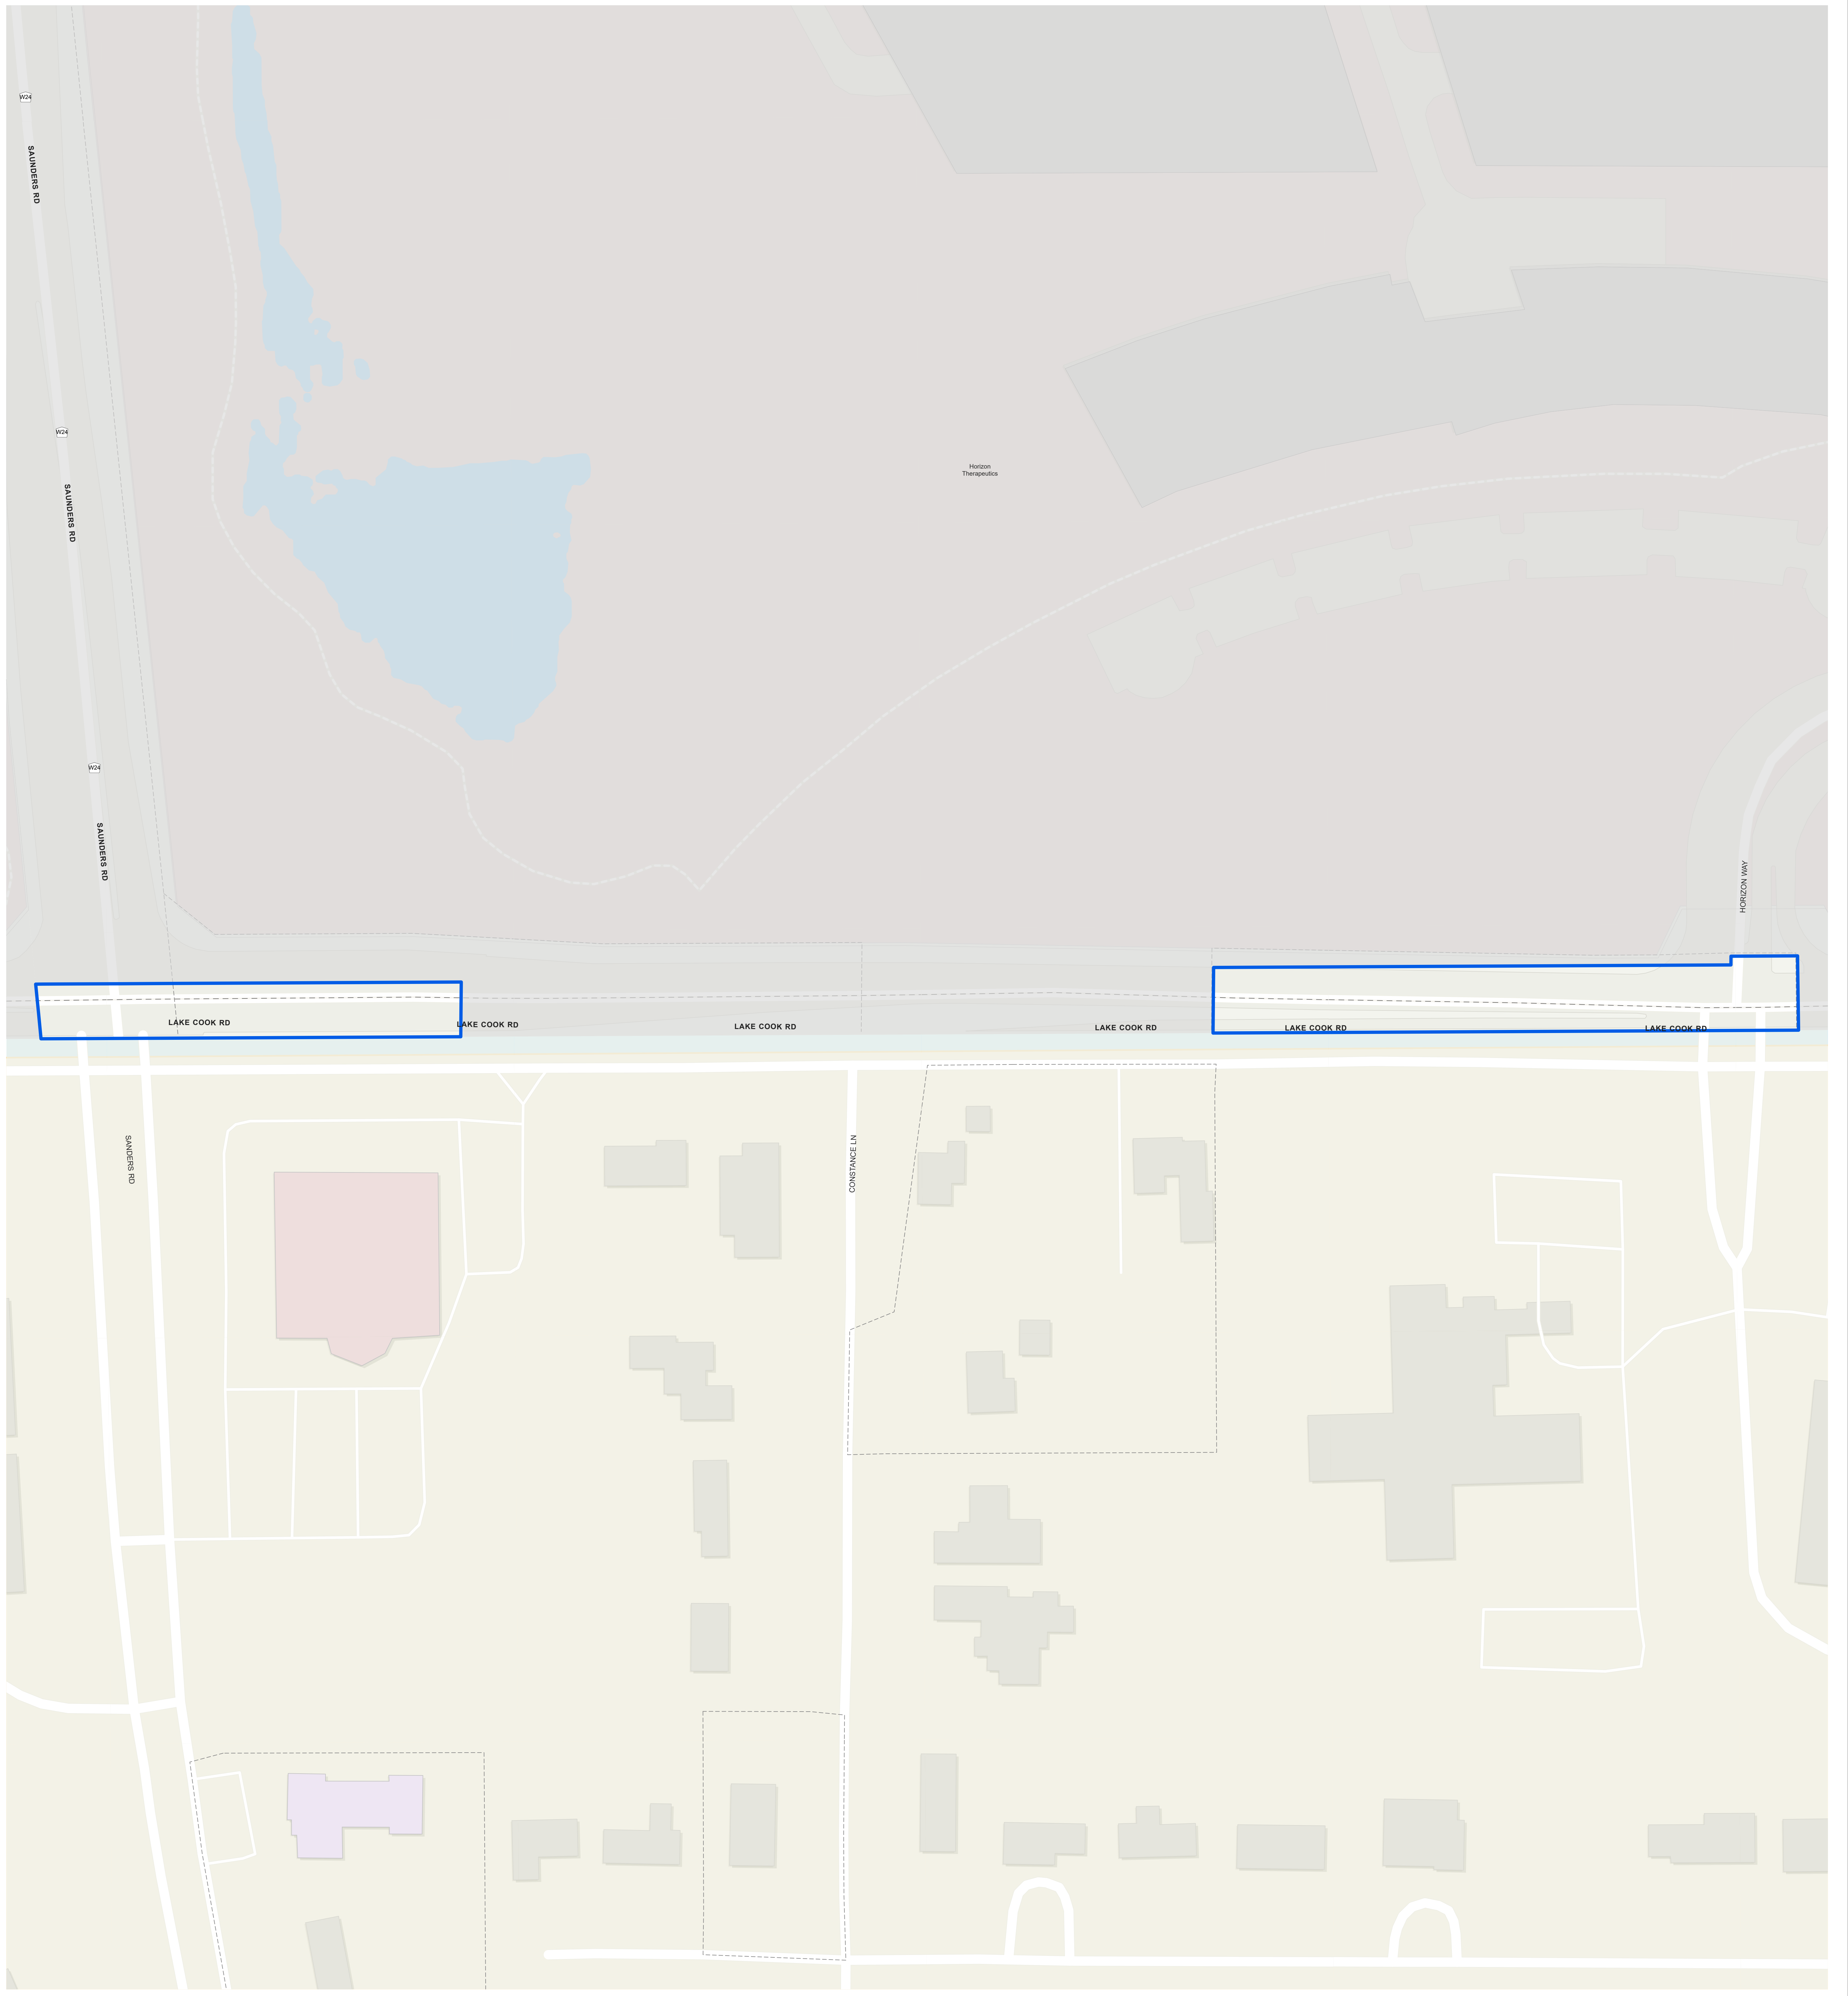 W24
SAUNDERS RD
W24
Horizon
Therapeutics
SAUNDERS RD
W24
SAUNDERS RD
HORIZON WAY
LAKE COOK RD
LAKE COOK RD
LAKE COOK RD
LAKE COOK RD
LAKE COOK RD
LAKE COOK RD
SANDERS RD
CONSTANCE LN